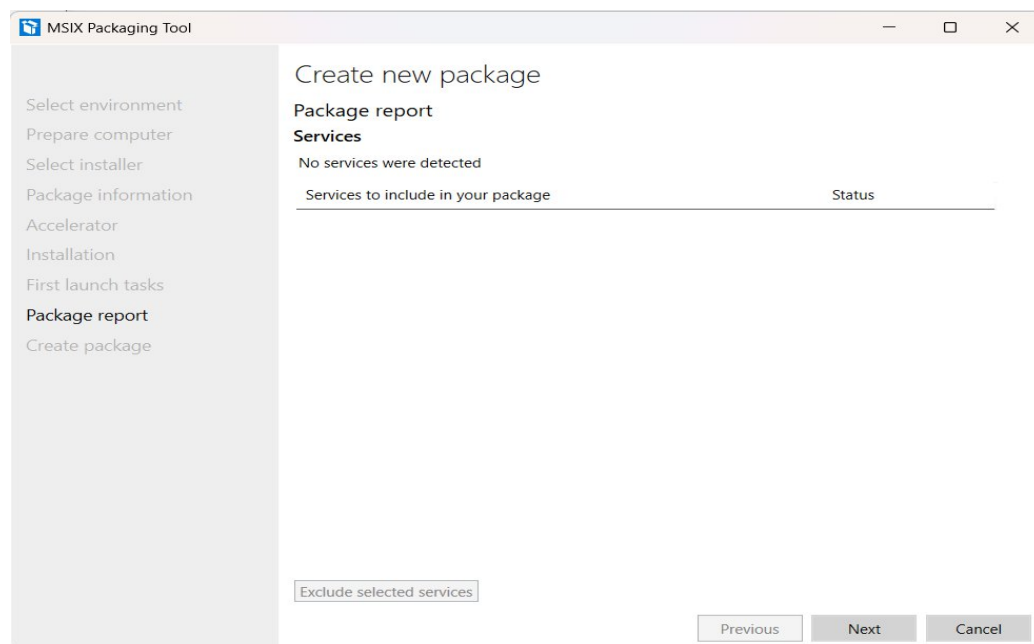 MSIX Packaging Tool
Select environment
Prepare computer
Select installer
Package information
Accelerator
Installation
First launch tasks
Package report
Create package
Create new package
Package report
Services
No services were detected
Services to include in your package Status
Exclude selected services
Previous Next Cancel